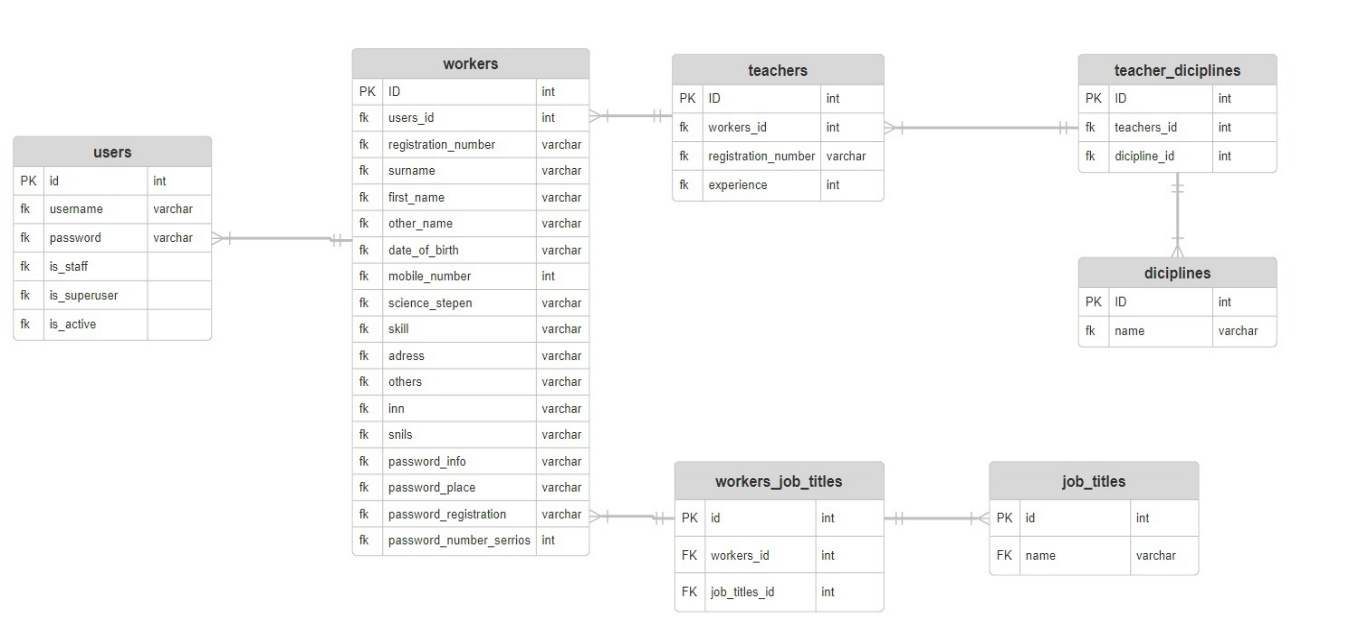 users
PK id int
fk username varchar
fk password varchar
fk is_staff
fk is_superuser
fk is_active
workers
PK ID int
fk users_id int
fk registration_number varchar
fk surname varchar
fk first_name varchar
fk other_name varchar
fk date_of_birth varchar
fk mobile_number int
fk science_stepen varchar
fk skill varchar
fk adress varchar
fk others varchar
fk inn varchar
fk snils varchar
fk password_info varchar
fk password_place varchar
fk password_registration varchar
fk password_number_serrios int
teachers
PK ID int
fk workers_id int
fk registration_number varchar
fk experience int
teacher_diciplines
PK ID int
fk teachers_id int
fk dicipline_id int
diciplines
PK ID int
fk name varchar
workers_job_titles
PK id int
FK workers_id int
FK job_titles_id int
job_titles
PK id int
FK name varchar